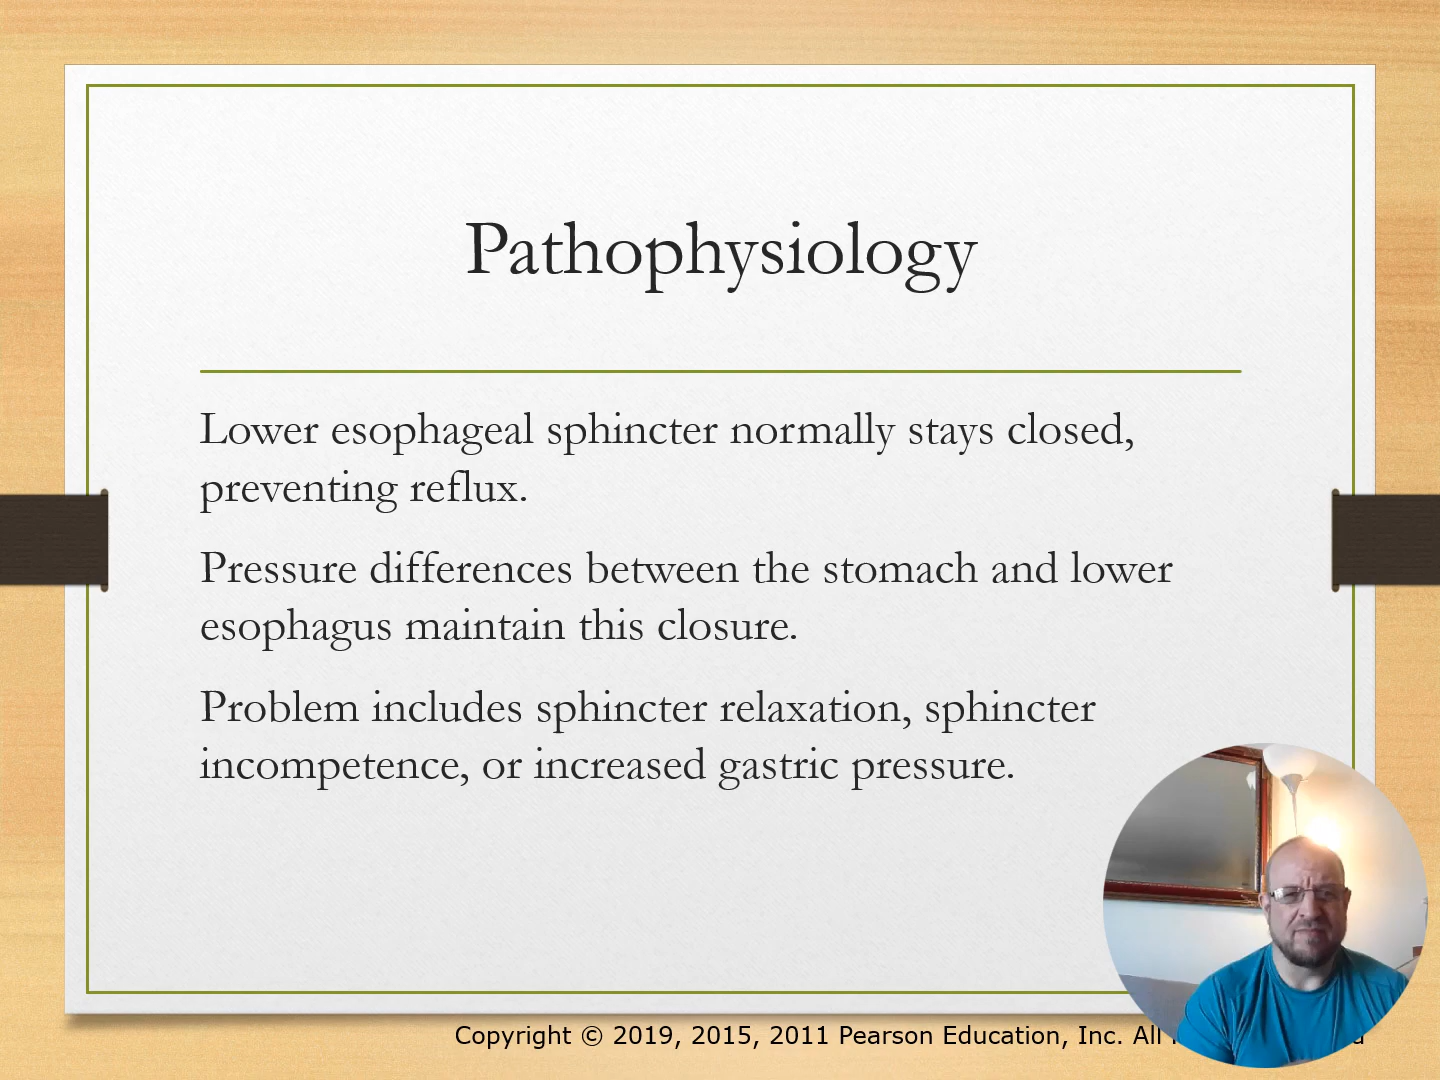 Pathophysiology
Lower esophageal sphincter normally stays closed,
preventing reflux.
Pressure differences between the stomach and lower
esophagus maintain this closure.
Problem includes sphincter relaxation, sphincter
incompetence, or increased gastric pressure.
Copyright © 2019, 2015, 2011 Pearson Education, Inc. All